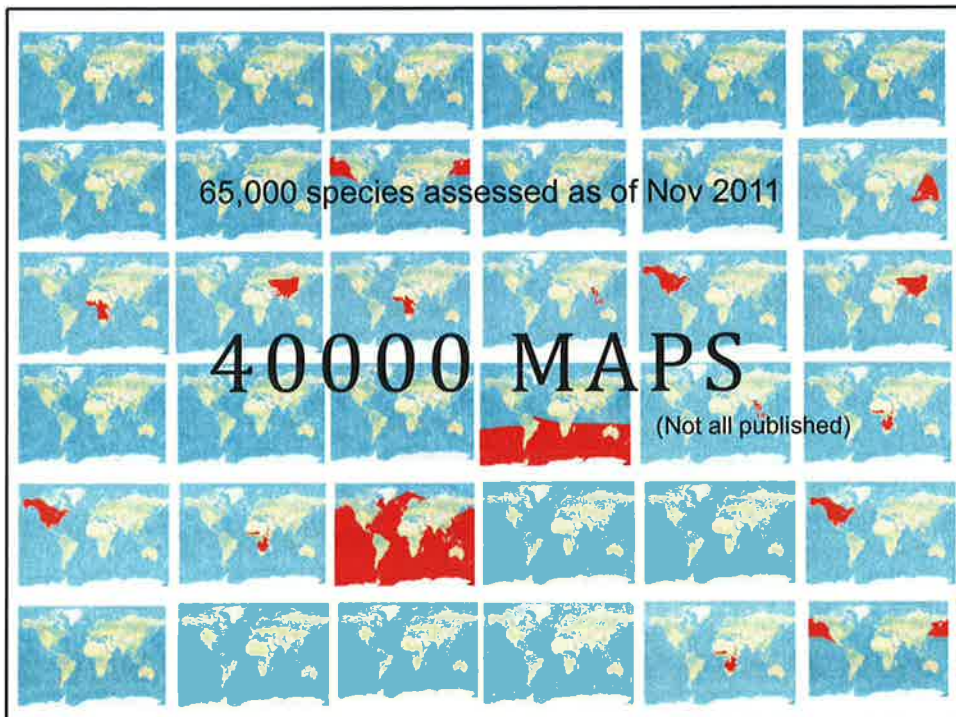 65,000 species assessed as of Nov 2011
40000 MAPS
(Not all published)